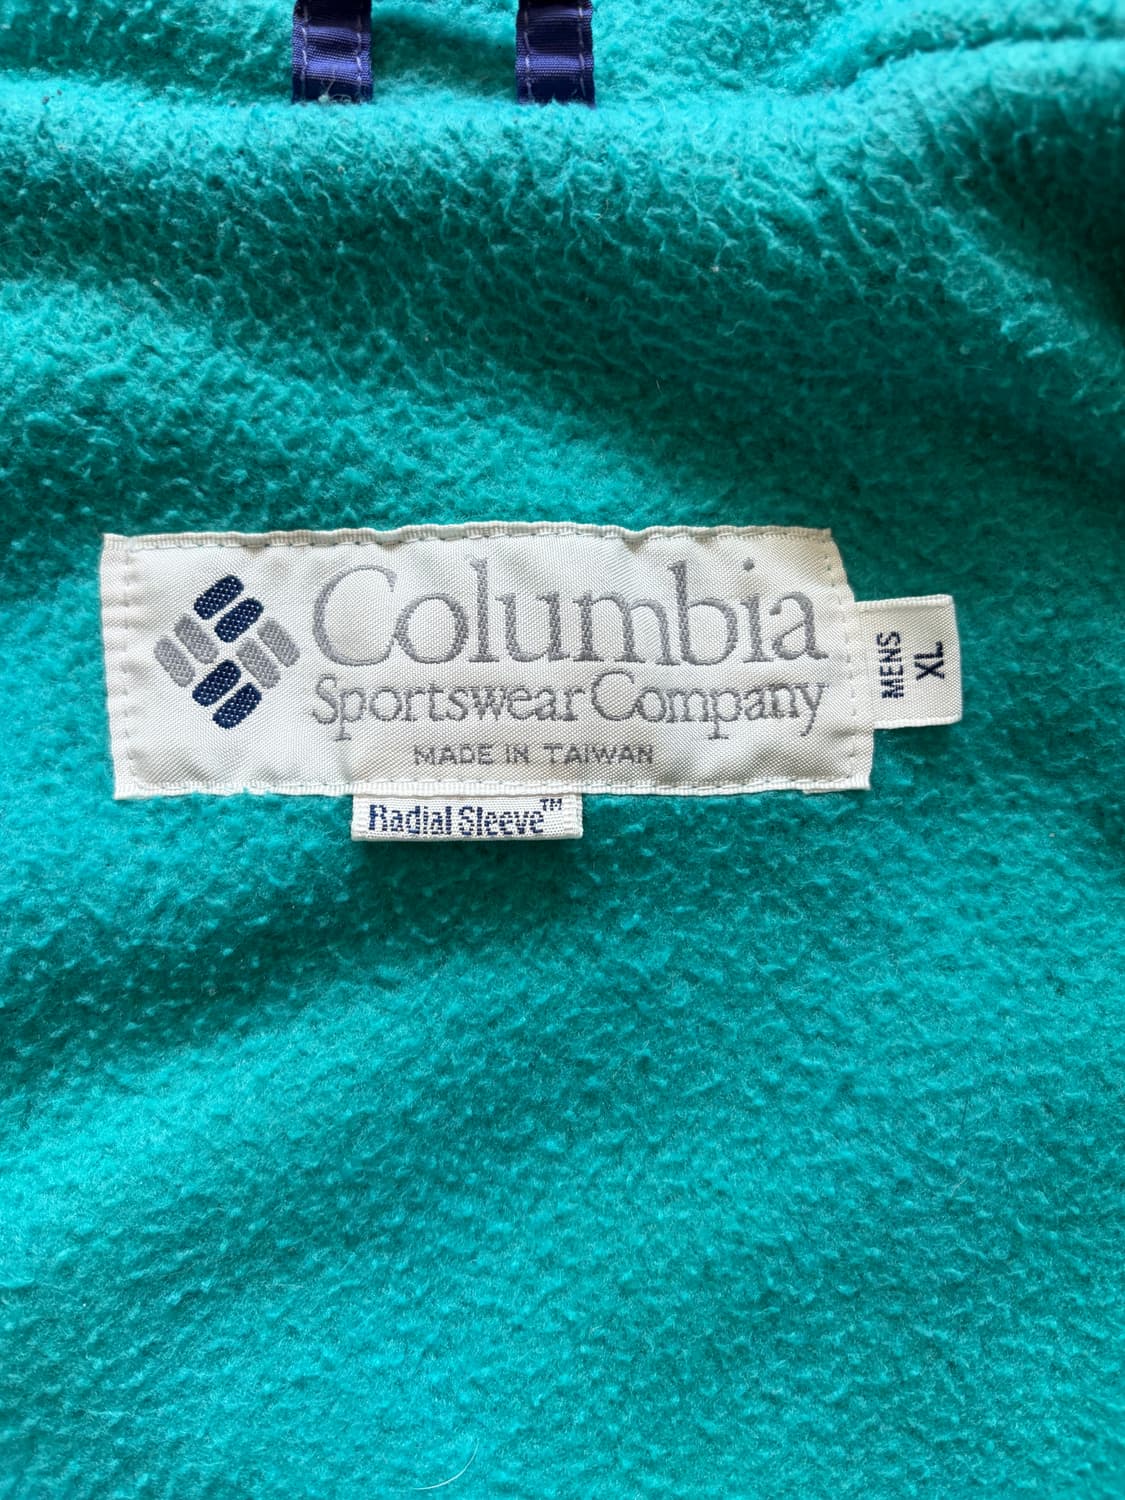 Columbia
Sportswear Company
MADE IN TAIWAN
MENS
XL
Radial Sleeve™